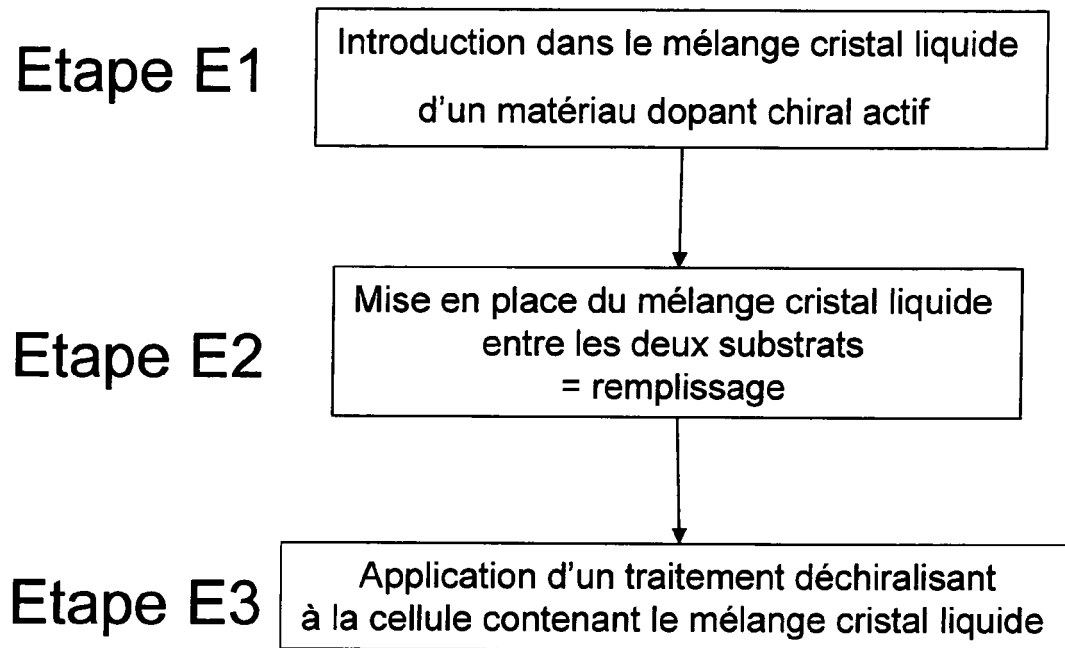 Etape E1
Introduction dans le mélange cristal liquide
d'un matériau dopant chiral actif
Etape E2
Mise en place du mélange cristal liquide
entre les deux substrats
= remplissage
Etape E3
Application d'un traitement déchiralisant
à la cellule contenant le mélange cristal liquide